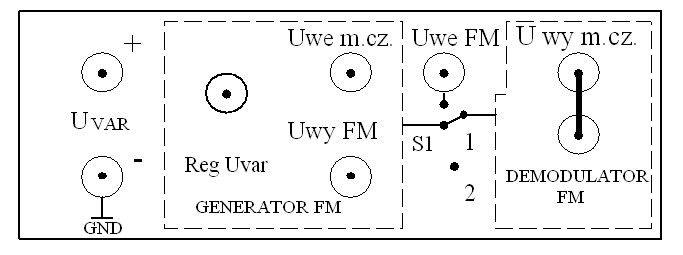 +
Uwe m.cz.
Uwe FM
U wy m.cz.
UVAR
Uwy FM
S1
1
-
Reg Uvar
2
DEMODULATOR
FM
GENERATOR FM
GND